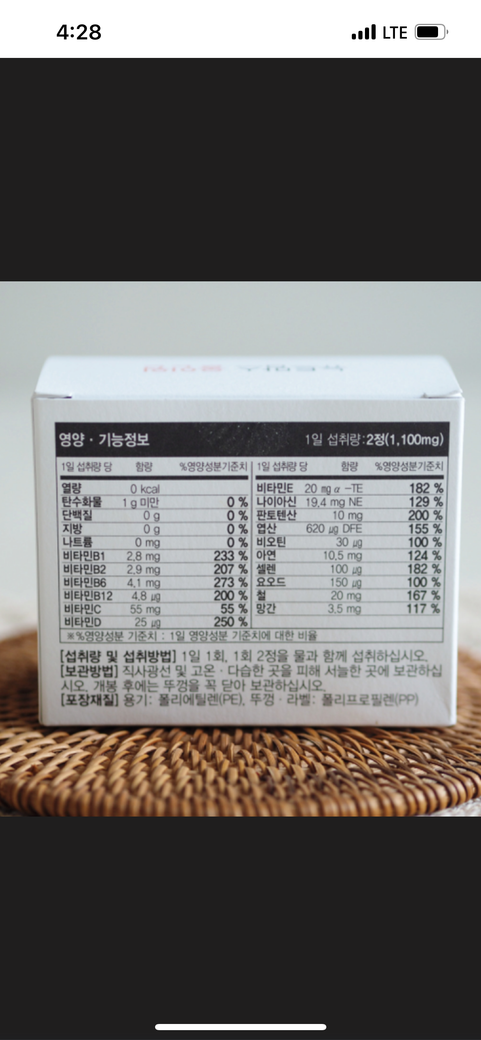 4:28 LTE
영양 · 기능정보 1일 섭취량:2정(1,100mg)
1일 섭취량 당 함량 %영양성분기준치 1일 섭취량 당 함량 %영양성분기준치
열량 0 kcal 비타민E 20 mg α -TE 182 %
탄수화물 1 g 미만 0 % 나이아신 19.4 mg NE 129 %
단백질 0 g 0 % 판토텐산 10 mg 200 %
지방 0 g 0 % 엽산 620 μg DFE 155 %
나트륨 0 mg 0 % 비오틴 30 μg 100 %
비타민B1 2.8 mg 233 % 아연 10.5 mg 124 %
비타민B2 2.9 mg 207 % 셀렌 100 μg 182 %
비타민B6 4.1 mg 273 % 요오드 150 μg 100 %
비타민B12 4.8 μg 200 % 철 20 mg 167 %
비타민C 55 mg 55 % 망간 3.5 mg 117 %
비타민D 25 μg 250 %
※%영양성분 기준치 : 1일 영양성분 기준치에 대한 비율
[섭취량 및 섭취방법] 1일 1회, 1회 2정을 물과 함께 섭취하십시오.
[보관방법] 직사광선 및 고온 · 다습한 곳을 피해 서늘한 곳에 보관하십
시오. 개봉 후에는 뚜껑을 꼭 닫아 보관하십시오.
[포장재질] 용기: 폴리에틸렌(PE), 뚜껑 · 라벨: 폴리프로필렌(PP)